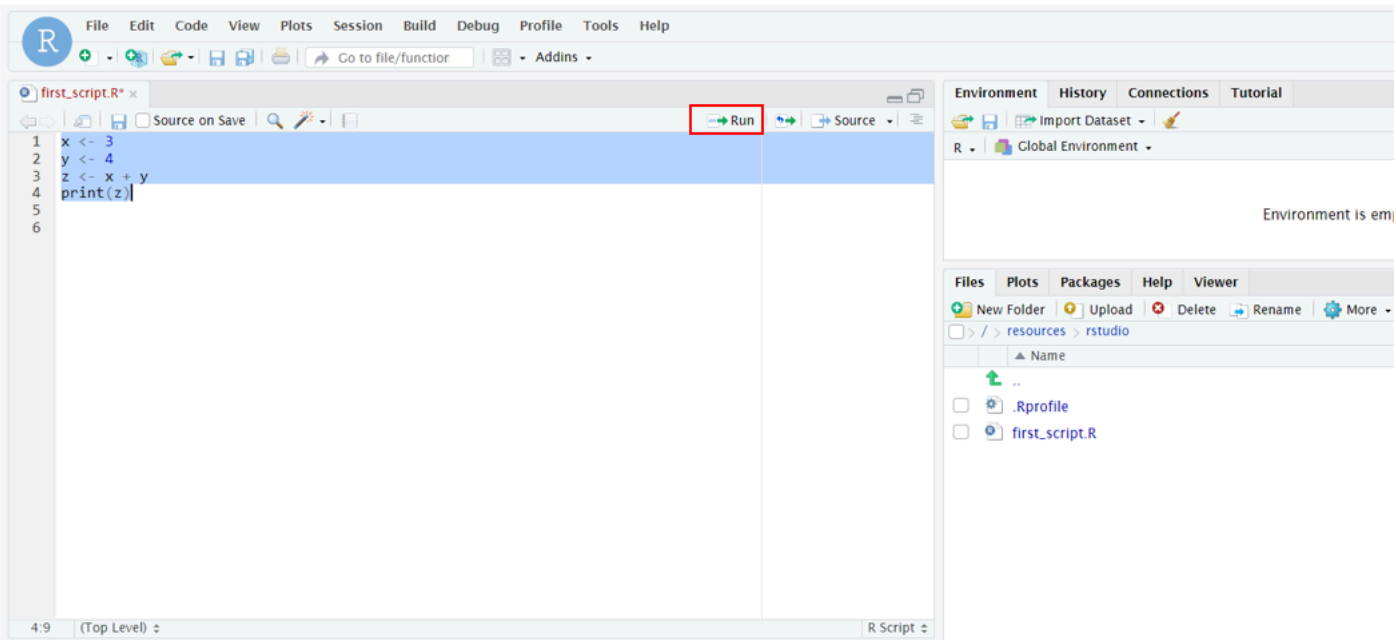 R
File Edit Code View Plots Session Build Debug Profile Tools Help
Go to file/function Addins
first_script.R*
Source on Save Run Source
1 x <- 3
2 y <- 4
3 z <- x + y
4 print(z)
5
6
4:9 (Top Level) R Script
Environment History Connections Tutorial
Import Dataset
R Global Environment
Environment is em
Files Plots Packages Help Viewer
New Folder Upload Delete Rename More
/ resources rstudio
Name
..
.Rprofile
first_script.R